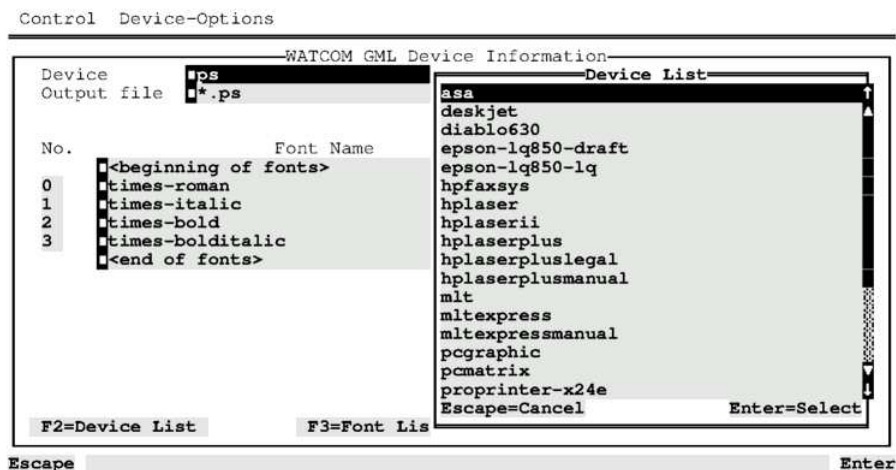 Control Device-Options
WATCOM GML Device Information
Device ps
Output file *.ps
No. Font Name
<beginning of fonts>
0 times-roman
1 times-italic
2 times-bold
3 times-bolditalic
<end of fonts>
F2=Device List F3=Font Lis
Device List
asa
deskjet
diablo630
epson-lq850-draft
epson-lq850-lq
hpfaxsys
hplaser
hplaserii
hplaserplus
hplaserpluslegal
hplaserplusmanual
mlt
mltexpress
mltexpressmanual
pcgraphic
pcmatrix
proprinter-x24e
Escape=Cancel Enter=Select
Escape Enter